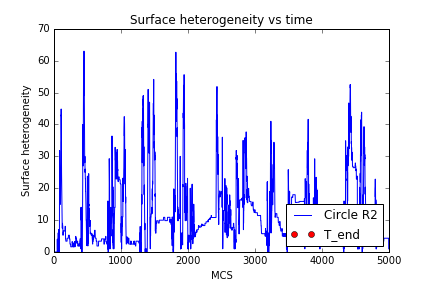 Surface heterogeneity vs time
70
60
50
40
30
20
10
0
Surface heterogeneity
Circle R2
T_end
0 1000 2000 3000 4000 5000
MCS